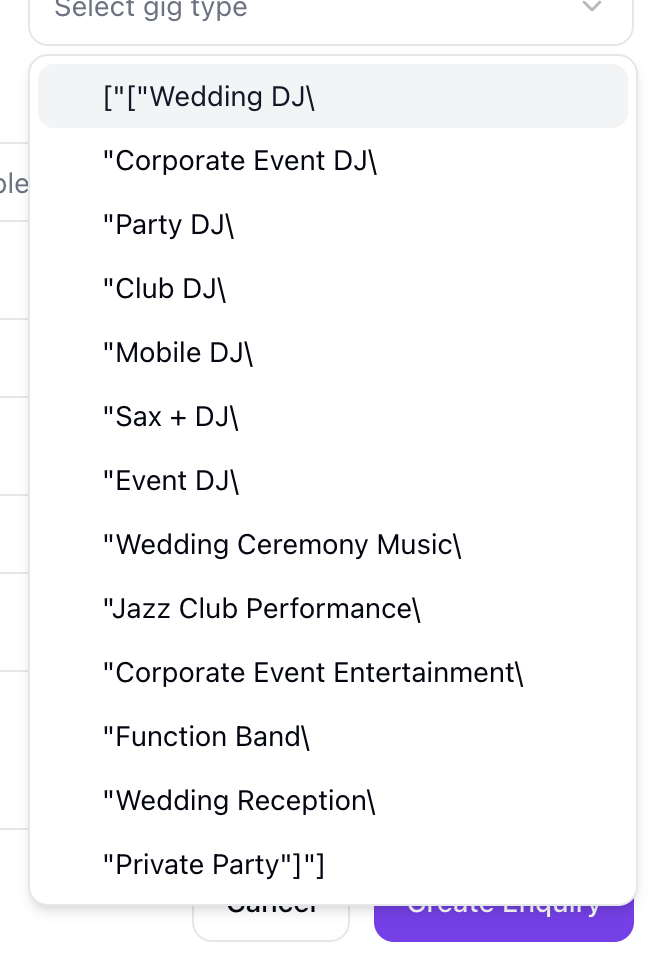 Select gig type
["["Wedding DJ\
"Corporate Event DJ\
ple
"Party DJ\
"Club DJ\
"Mobile DJ\
"Sax + DJ\
"Event DJ\
"Wedding Ceremony Music\
"Jazz Club Performance\
"Corporate Event Entertainment\
"Function Band\
"Wedding Reception\
"Private Party"]"]
Cancel Create Enquiry